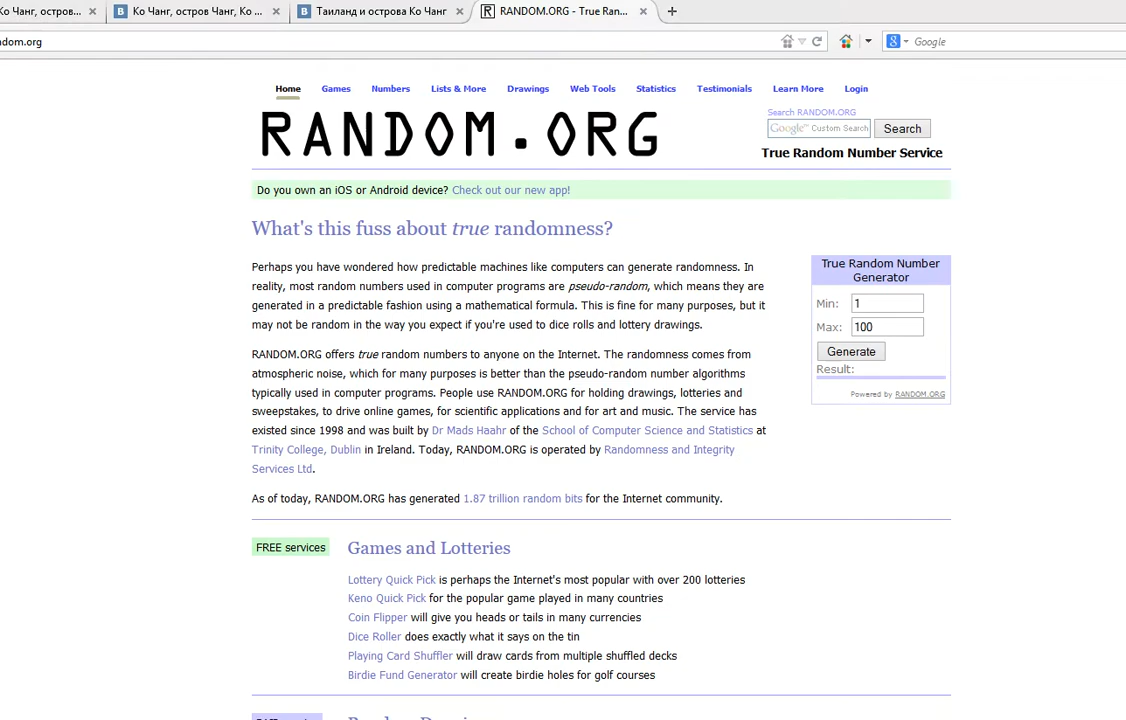 Ко Чанг, остров...
Ко Чанг, остров Чанг, Ко ...
Таиланд и острова Ко Чанг
RANDOM.ORG - True Ran...
dom.org
Google
Home Games Numbers Lists & More Drawings Web Tools Statistics Testimonials Learn More Login
RANDOM.ORG
Search RANDOM.ORG
Google™ Custom Search
Search
True Random Number Service
Do you own an iOS or Android device? Check out our new app!
What's this fuss about true randomness?
Perhaps you have wondered how predictable machines like computers can generate randomness. In
reality, most random numbers used in computer programs are pseudo-random, which means they are
generated in a predictable fashion using a mathematical formula. This is fine for many purposes, but it
may not be random in the way you expect if you're used to dice rolls and lottery drawings.
RANDOM.ORG offers true random numbers to anyone on the Internet. The randomness comes from
atmospheric noise, which for many purposes is better than the pseudo-random number algorithms
typically used in computer programs. People use RANDOM.ORG for holding drawings, lotteries and
sweepstakes, to drive online games, for scientific applications and for art and music. The service has
existed since 1998 and was built by Dr Mads Haahr of the School of Computer Science and Statistics at
Trinity College, Dublin in Ireland. Today, RANDOM.ORG is operated by Randomness and Integrity
Services Ltd.
As of today, RANDOM.ORG has generated 1.87 trillion random bits for the Internet community.
True Random Number
Generator
Min: 1
Max: 100
Generate
Result:
Powered by RANDOM.ORG
FREE services
Games and Lotteries
Lottery Quick Pick is perhaps the Internet's most popular with over 200 lotteries
Keno Quick Pick for the popular game played in many countries
Coin Flipper will give you heads or tails in many currencies
Dice Roller does exactly what it says on the tin
Playing Card Shuffler will draw cards from multiple shuffled decks
Birdie Fund Generator will create birdie holes for golf courses